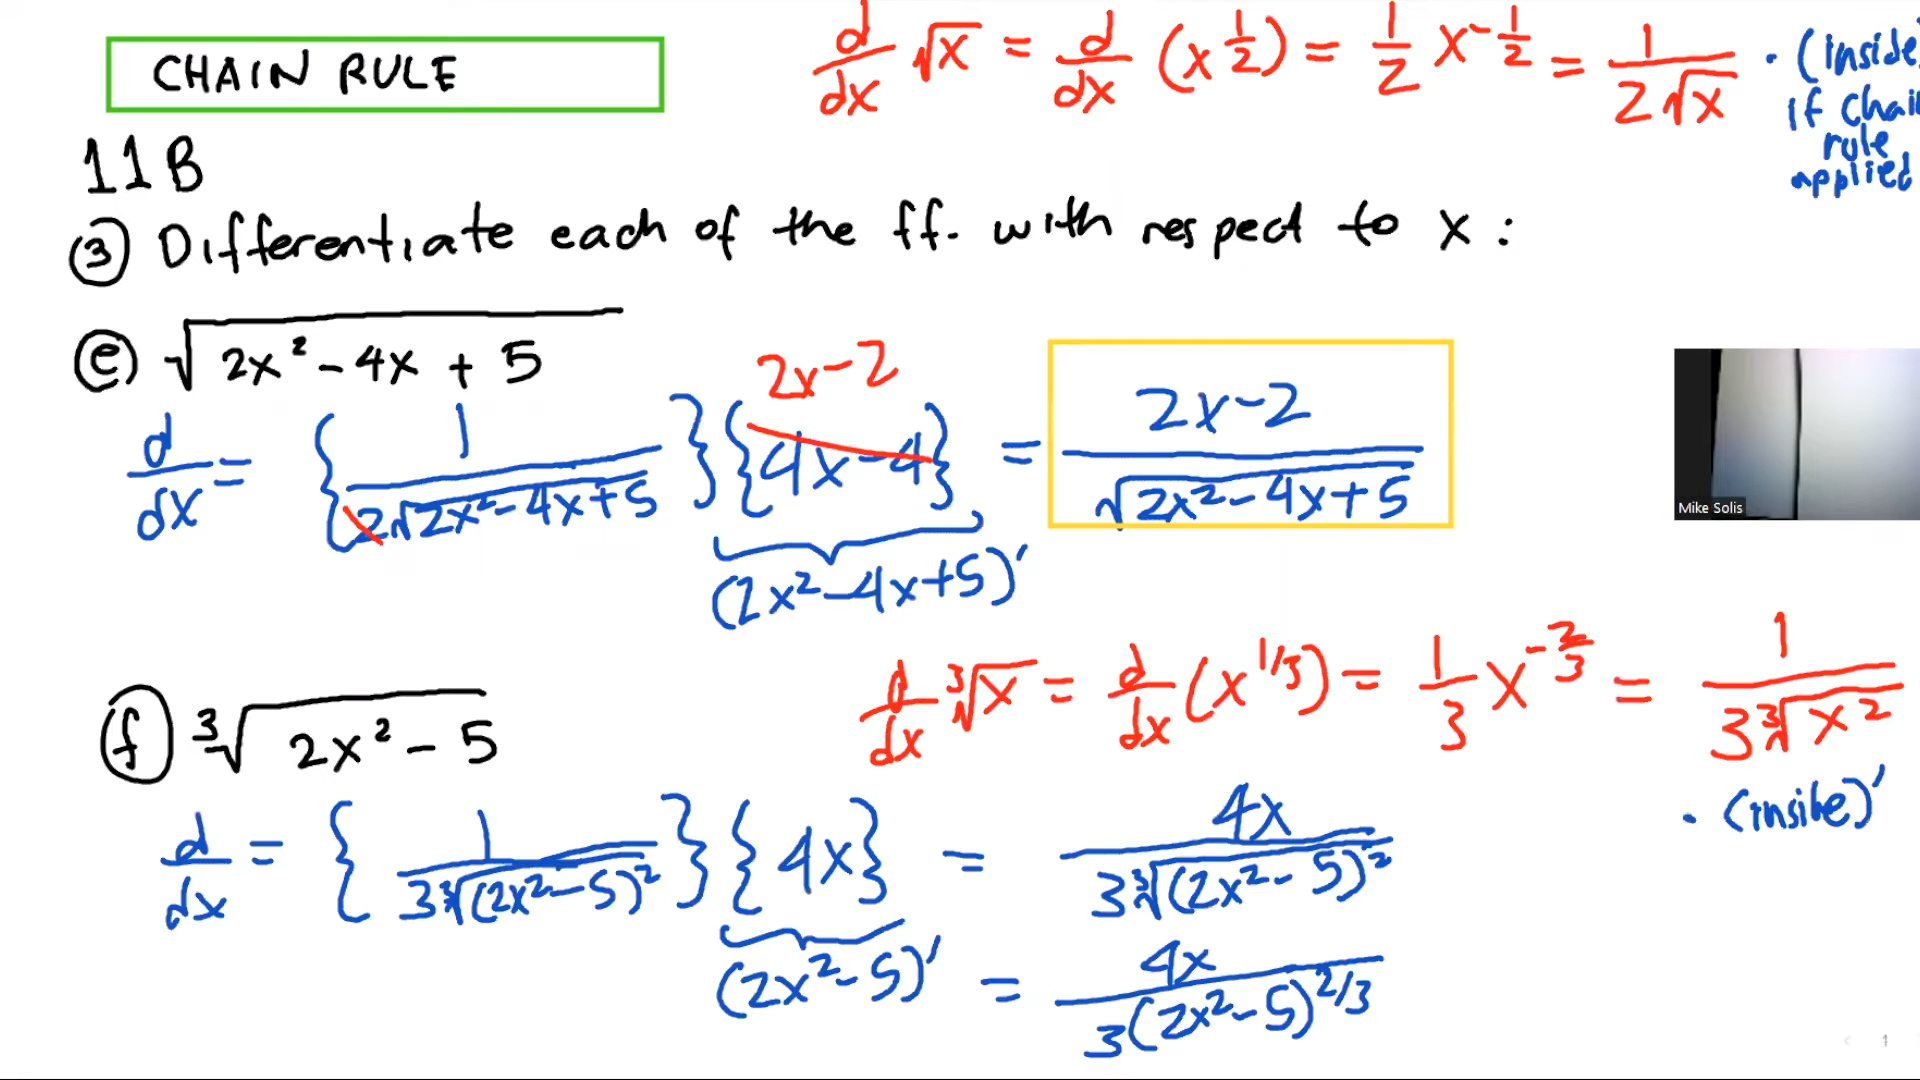 CHAIN RULE
d/dx √x = d/dx (x^1/2) = 1/2 x^-1/2 = 1/(2√x) · (inside)
if chain
rule
applied
11B
③ Differentiate each of the ff. with respect to x :
ⓔ √(2x² - 4x + 5)
2x-2
d/dx = {1/(2√(2x²-4x+5))} {4x-4} = (2x-2)/√(2x²-4x+5)
(2x²-4x+5)'
Mike Solis
d/dx ∛x = d/dx (x^1/3) = 1/3 x^-2/3 = 1/(3∛x²)
· (inside)'
ⓕ ∛(2x² - 5)
d/dx = {1/(3∛(2x²-5)²)} {4x} = 4x/(3∛(2x²-5)²)
(2x²-5)' = 4x/(3(2x²-5)^2/3)
1